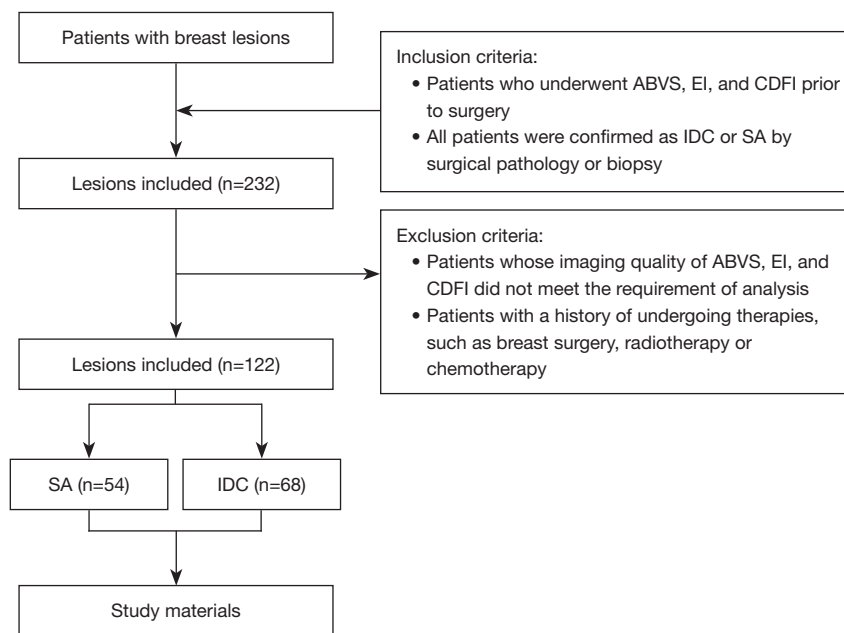 Patients with breast lesions
Inclusion criteria:
• Patients who underwent ABVS, EI, and CDFI prior
to surgery
• All patients were confirmed as IDC or SA by
surgical pathology or biopsy
Lesions included (n=232)
Exclusion criteria:
• Patients whose imaging quality of ABVS, EI, and
CDFI did not meet the requirement of analysis
• Patients with a history of undergoing therapies,
such as breast surgery, radiotherapy or
chemotherapy
Lesions included (n=122)
SA (n=54)
IDC (n=68)
Study materials